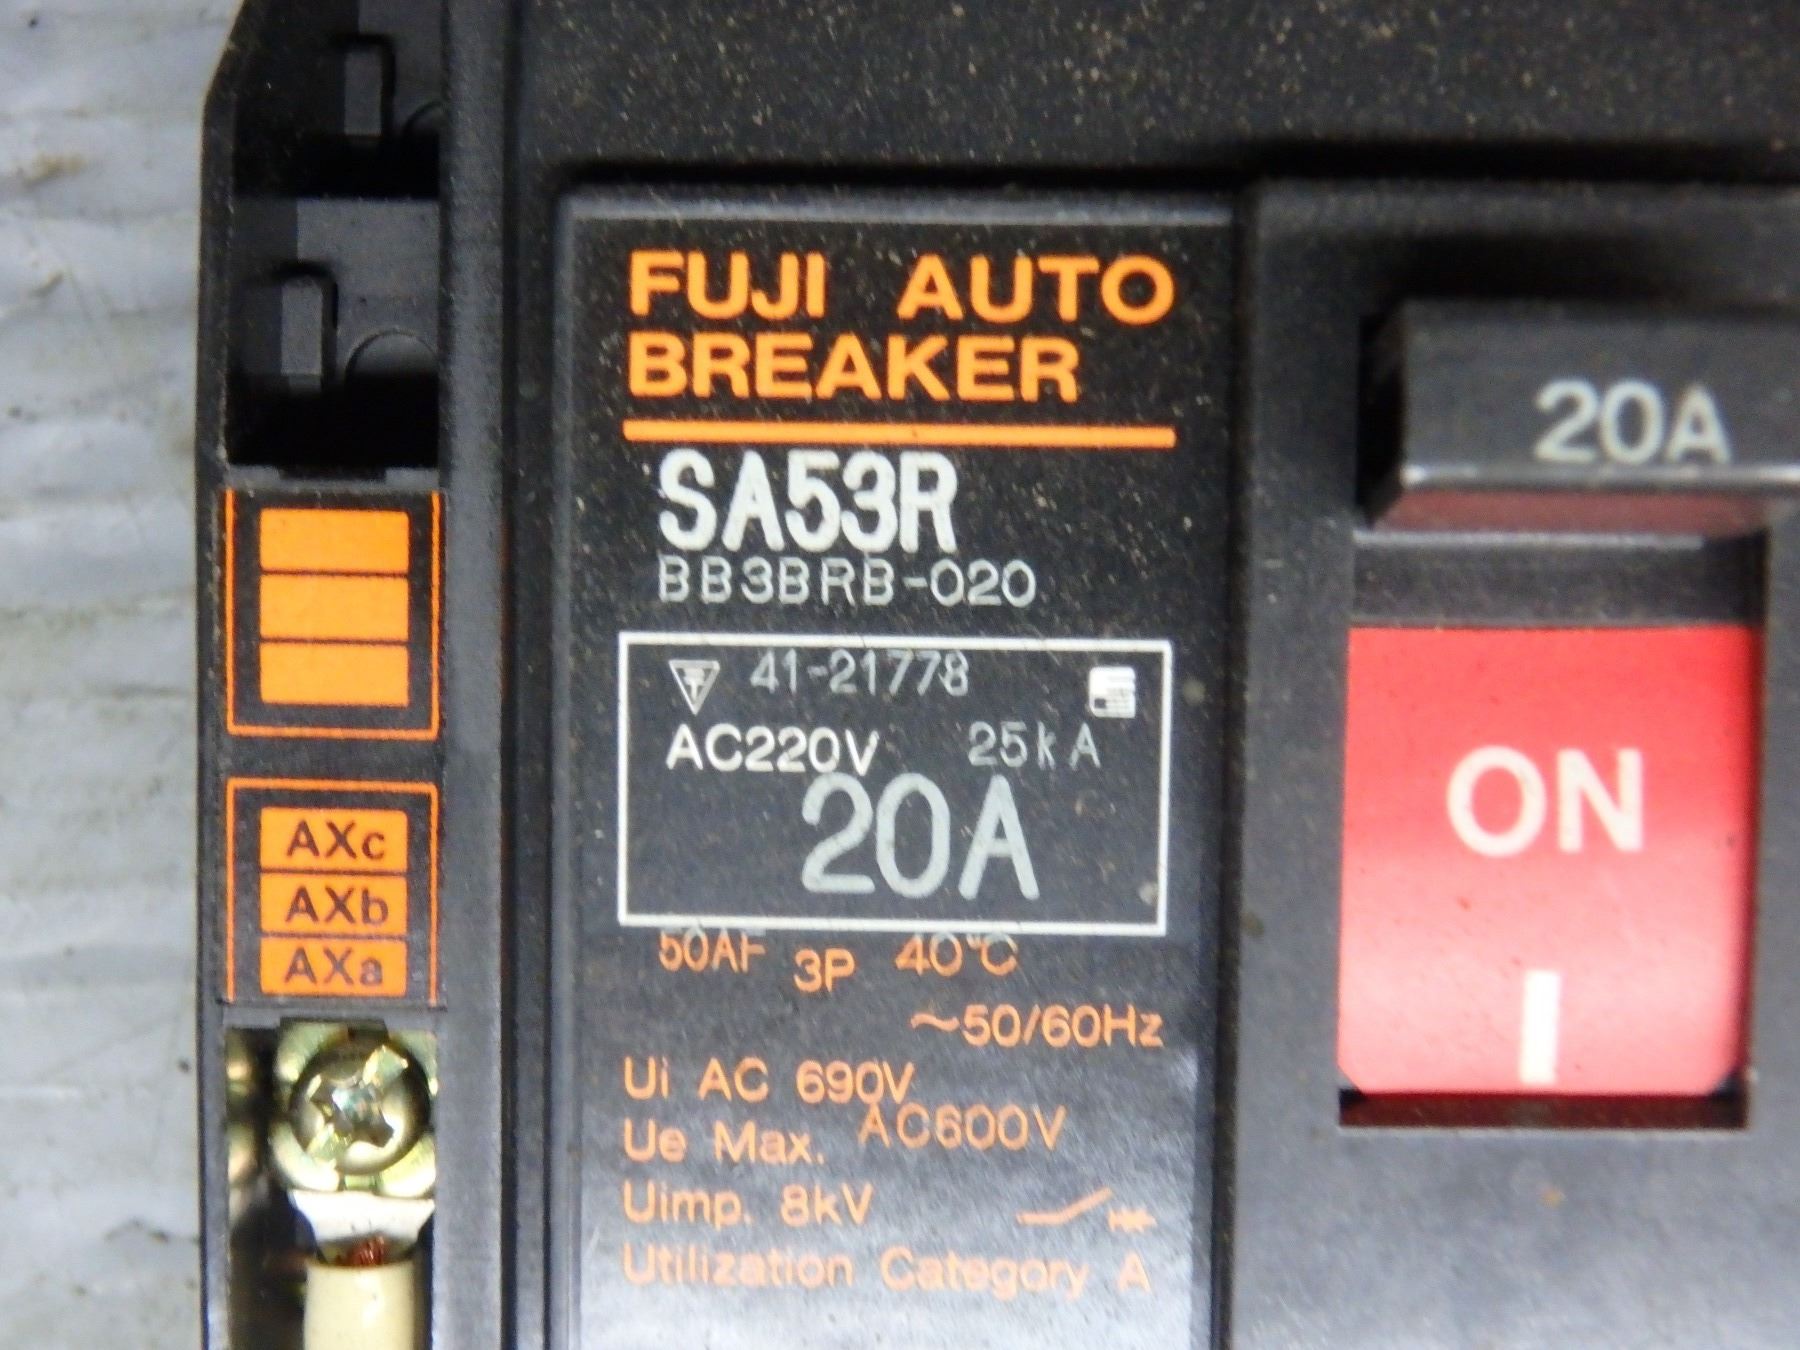 FUJI AUTO
BREAKER
SA53R
BB3BRB-020
41-21778
AC220V 25kA
20A
50AF 3P 40°C
~50/60Hz
Ui AC 690V
Ue Max. AC600V
Uimp. 8kV
Utilization Category A
AXc
AXb
AXa
20A
ON